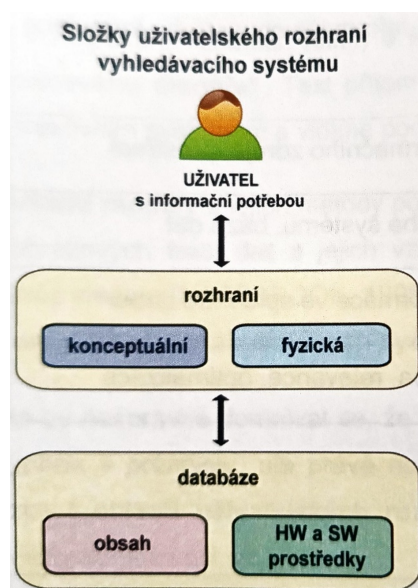 Složky uživatelského rozhraní
vyhledávacího systému
UŽIVATEL
s informační potřebou
rozhraní
konceptuální
fyzická
databáze
obsah
HW a SW
prostředky